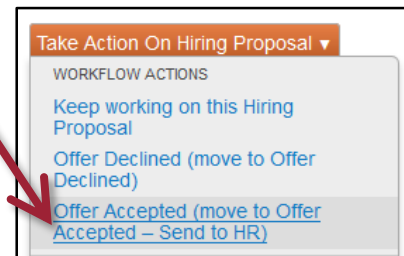 Take Action On Hiring Proposal ▾
WORKFLOW ACTIONS
Keep working on this Hiring
Proposal
Offer Declined (move to Offer
Declined)
Offer Accepted (move to Offer
Accepted – Send to HR)